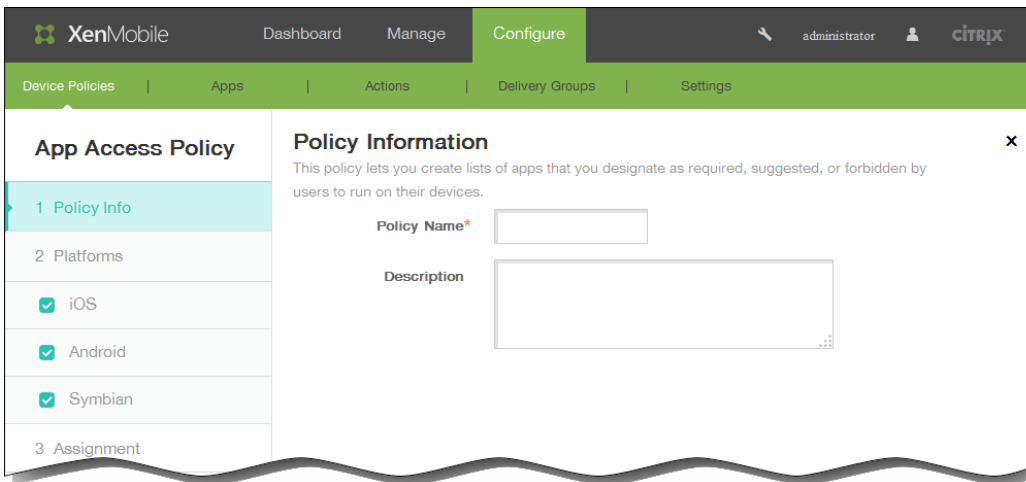 XenMobile Dashboard Manage Configure administrator CİTRIX
Device Policies | Apps | Actions | Delivery Groups | Settings
App Access Policy
1 Policy Info
2 Platforms
iOS
Android
Symbian
3 Assignment
Policy Information
This policy lets you create lists of apps that you designate as required, suggested, or forbidden by
users to run on their devices.
Policy Name*
Description